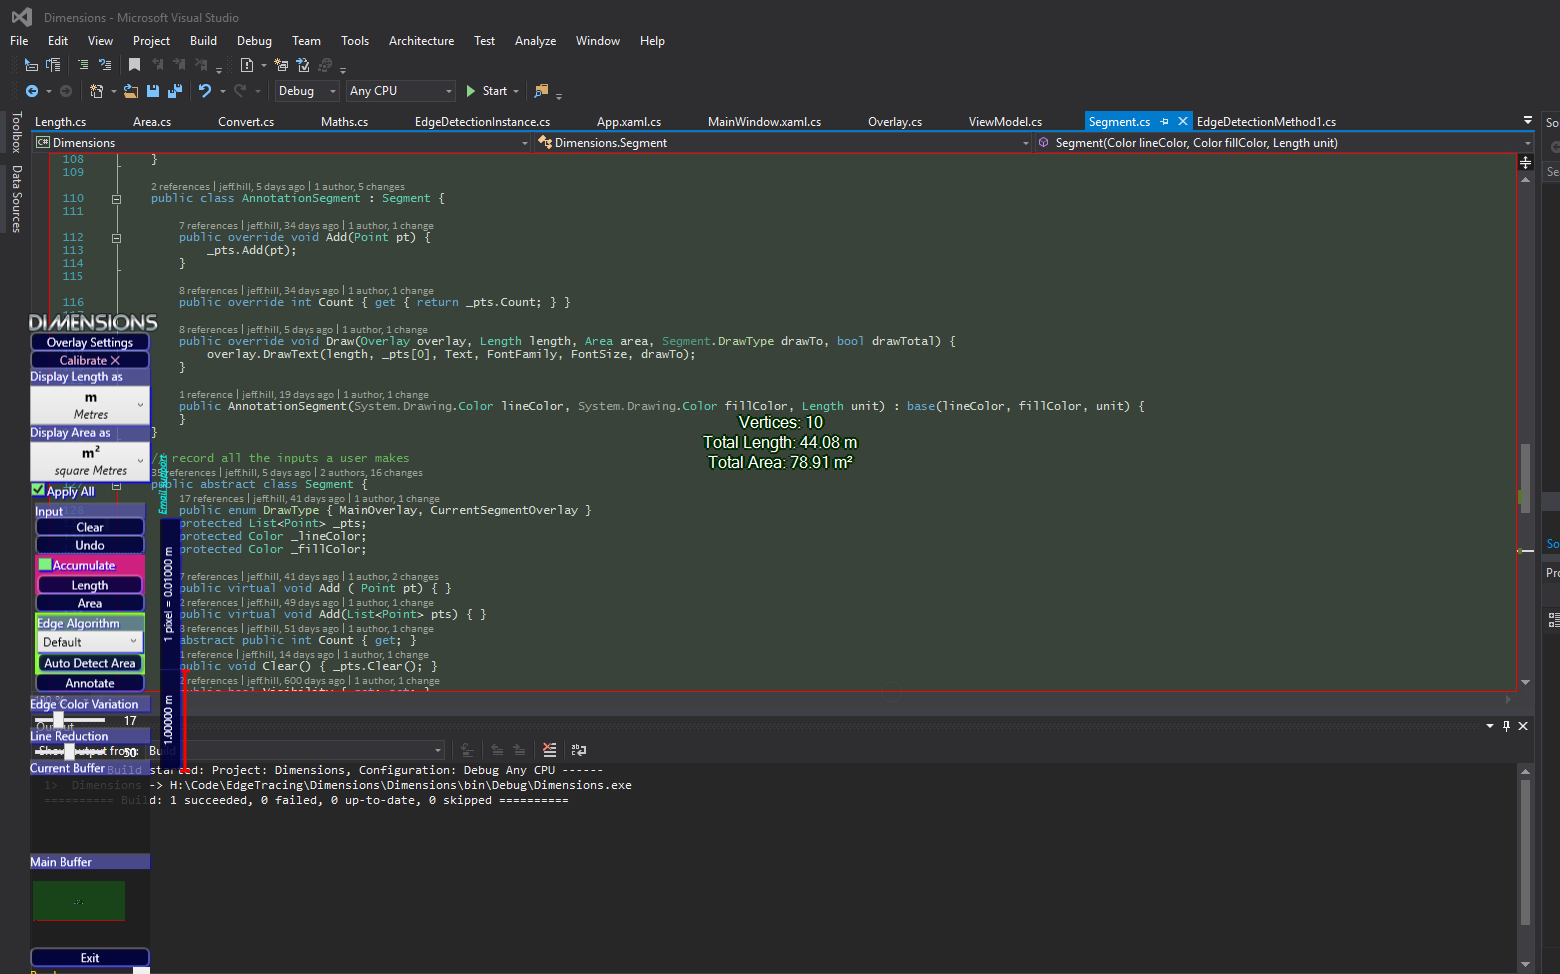 Dimensions - Microsoft Visual Studio
File Edit View Project Build Debug Team Tools Architecture Test Analyze Window Help
Debug Any CPU Start
Toolbox
Data Sources
Length.cs Area.cs Convert.cs Maths.cs EdgeDetectionInstance.cs App.xaml.cs MainWindow.xaml.cs Overlay.cs ViewModel.cs Segment.cs EdgeDetectionMethod1.cs
C# Dimensions Dimensions.Segment Segment(Color lineColor, Color fillColor, Length unit)
108 }
109
2 references | jeff.hill, 5 days ago | 1 author, 5 changes
110 public class AnnotationSegment : Segment {
111
7 references | jeff.hill, 34 days ago | 1 author, 1 change
112 public override void Add(Point pt) {
113 _pts.Add(pt);
114 }
115
8 references | jeff.hill, 34 days ago | 1 author, 1 change
116 public override int Count { get { return _pts.Count; } }
8 references | jeff.hill, 5 days ago | 1 author, 1 change
public override void Draw(Overlay overlay, Length length, Area area, Segment.DrawType drawTo, bool drawTotal) {
overlay.DrawText(length, _pts[0], Text, FontFamily, FontSize, drawTo);
}
1 reference | jeff.hill, 19 days ago | 1 author, 1 change
public AnnotationSegment(System.Drawing.Color lineColor, System.Drawing.Color fillColor, Length unit) : base(lineColor, fillColor, unit) {
}
}
record all the inputs a user makes
references | jeff.hill, 5 days ago | 2 authors, 16 changes
public abstract class Segment {
17 references | jeff.hill, 41 days ago | 1 author, 1 change
public enum DrawType { MainOverlay, CurrentSegmentOverlay }
protected List<Point> _pts;
protected Color _lineColor;
protected Color _fillColor;
7 references | jeff.hill, 41 days ago | 1 author, 2 changes
public virtual void Add ( Point pt) { }
2 references | jeff.hill, 49 days ago | 1 author, 1 change
public virtual void Add(List<Point> pts) { }
references | jeff.hill, 51 days ago | 1 author, 1 change
abstract public int Count { get; }
1 reference | jeff.hill, 14 days ago | 1 author, 1 change
public void Clear() { _pts.Clear(); }
2 references | jeff.hill, 600 days ago | 1 author, 1 change
Vertices: 10
Total Length: 44.08 m
Total Area: 78.91 m²
DIMENSIONS
Overlay Settings
Calibrate X
Display Length as
m
Metres
Display Area as
m²
square Metres
Apply All
Input
Clear
Undo
Accumulate
Length
Area
Edge Algorithm
Default
Auto Detect Area
Annotate
Edge Color Variation
17
Line Reduction
50
Current Buffer
Main Buffer
Exit
Email Support
1 pixel = 0.01000 m
1.00000 m
Output
Show output from: Build
Build started: Project: Dimensions, Configuration: Debug Any CPU ------
1> Dimensions -> H:\Code\EdgeTracing\Dimensions\Dimensions\bin\Debug\Dimensions.exe
========== Build: 1 succeeded, 0 failed, 0 up-to-date, 0 skipped ==========
So
Se
So
Pro